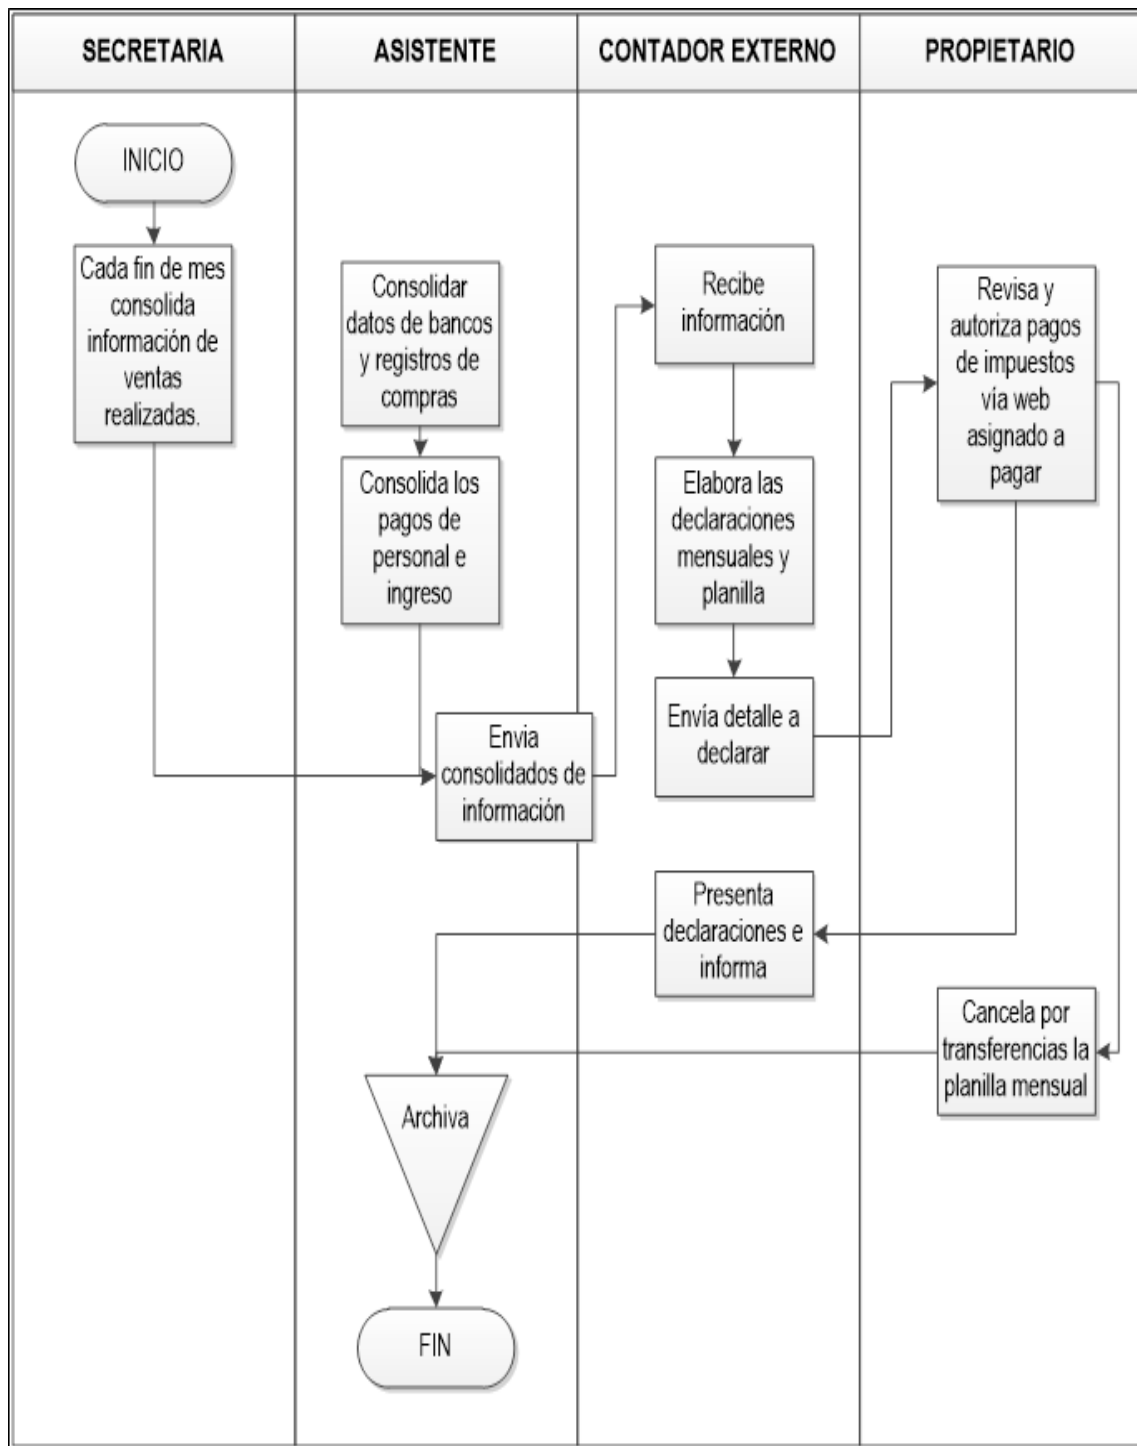 SECRETARIA
ASISTENTE
CONTADOR EXTERNO
PROPIETARIO
INICIO
Cada fin de mes
consolida
información de
ventas
realizadas.
Consolidar
datos de bancos
y registros de
compras
Consolida los
pagos de
personal e
ingreso
Envia
consolidados de
información
Recibe
información
Elabora las
declaraciones
mensuales y
planilla
Envía detalle a
declarar
Revisa y
autoriza pagos
de impuestos
vía web
asignado a
pagar
Presenta
declaraciones e
informa
Cancela por
transferencias la
planilla mensual
Archiva
FIN